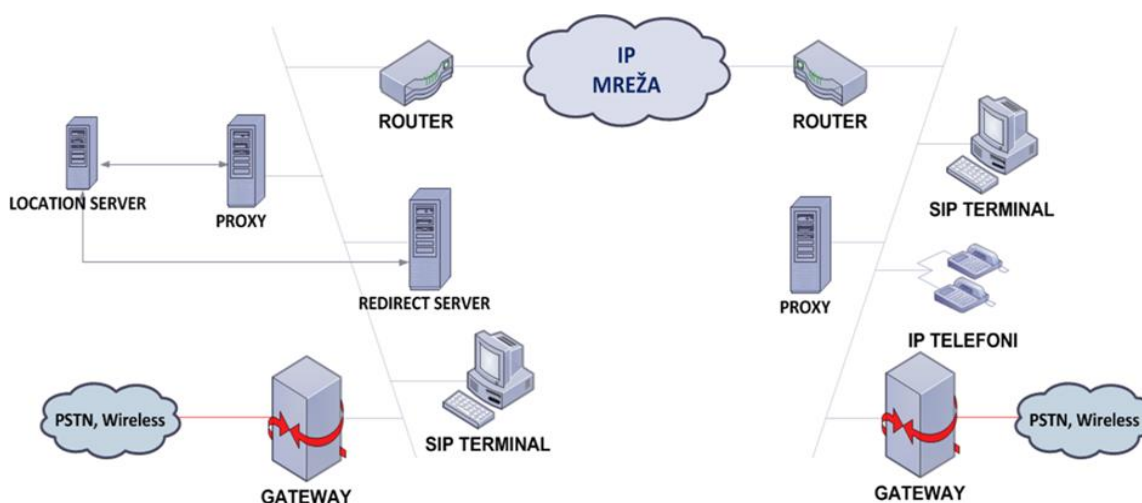 IP
MREŽA
ROUTER
ROUTER
LOCATION SERVER
PROXY
SIP TERMINAL
REDIRECT SERVER
PROXY
IP TELEFONI
PSTN, Wireless
SIP TERMINAL
PSTN, Wireless
GATEWAY
GATEWAY